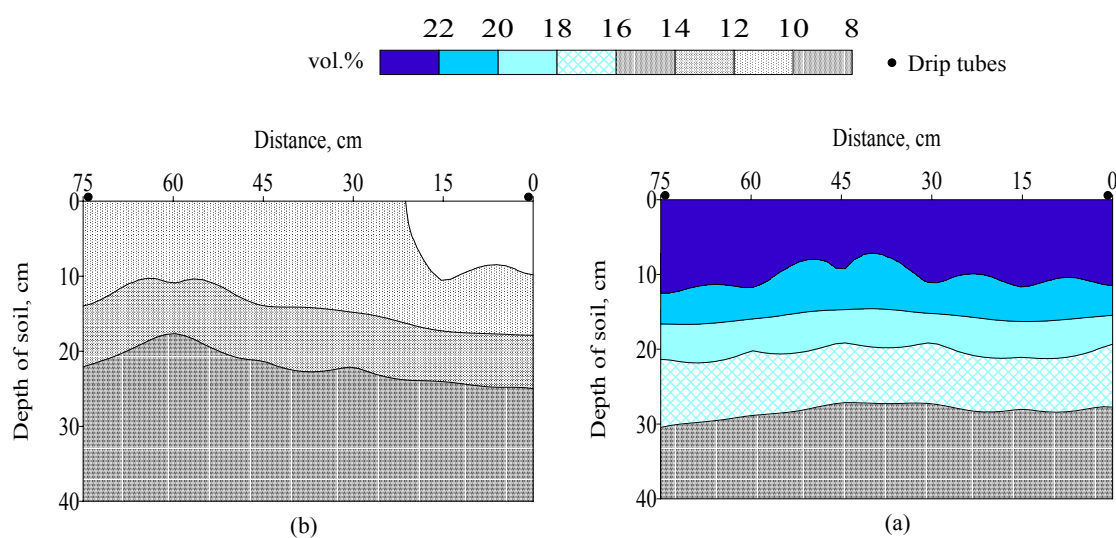 22 20 18 16 14 12 10 8
vol.% Drip tubes
Distance, cm
75 60 45 30 15 0
0
10
20
30
40
Depth of soil, cm
(b)
Distance, cm
75 60 45 30 15 0
0
10
20
30
40
Depth of soil, cm
(a)